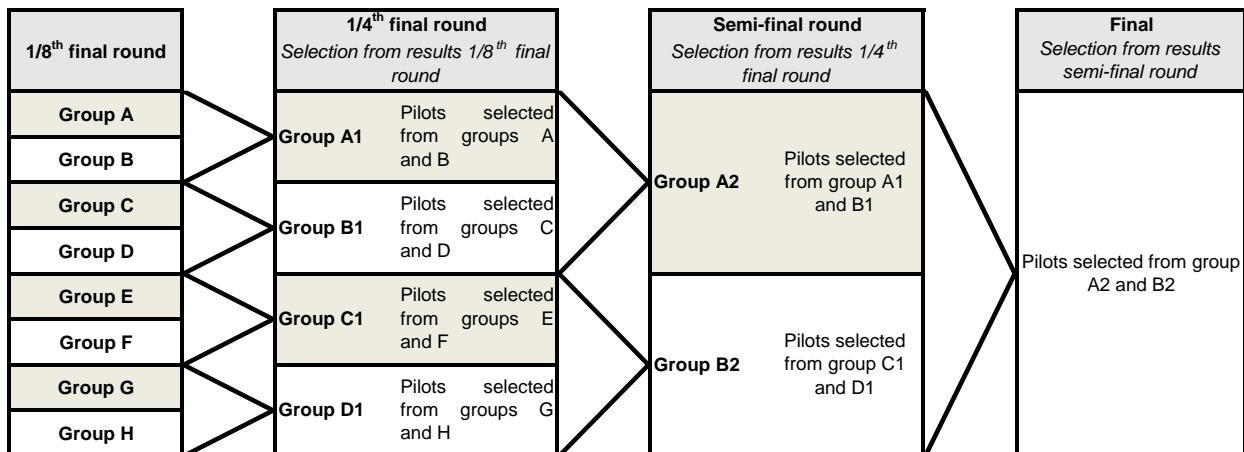 1/8th final round
1/4th final round
Selection from results 1/8th final
round
Semi-final round
Selection from results 1/4th
final round
Final
Selection from results
semi-final round
Group A
Group B
Group C
Group D
Group E
Group F
Group G
Group H
Group A1
Pilots selected
from groups A
and B
Group B1
Pilots selected
from groups C
and D
Group C1
Pilots selected
from groups E
and F
Group D1
Pilots selected
from groups G
and H
Group A2
Pilots selected
from group A1
and B1
Group B2
Pilots selected
from group C1
and D1
Pilots selected from group
A2 and B2